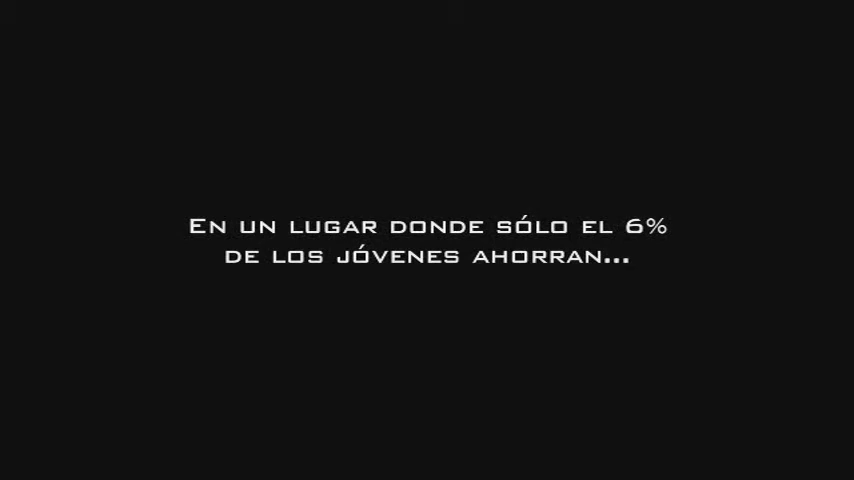 En un lugar donde sólo el 6%
de los jóvenes ahorran...